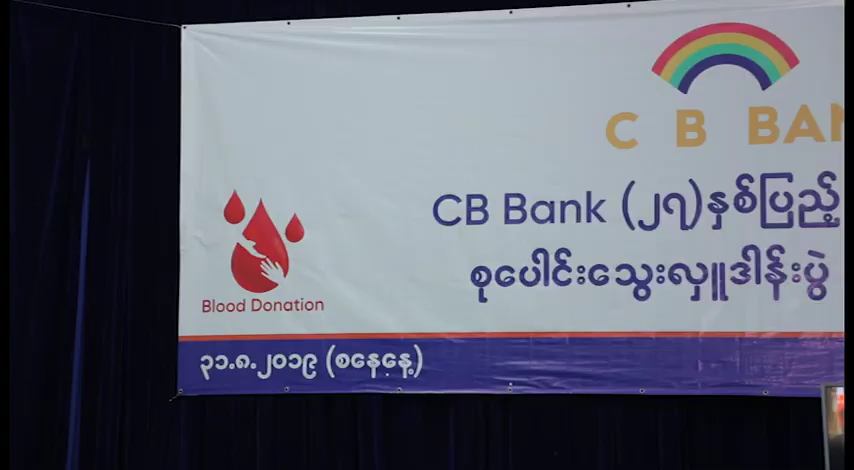 CB BAN
CB Bank (၂၇)နှစ်ပြည့်
စုပေါင်းသွေးလှူဒါန်းပွဲ
Blood Donation
၃၁.၈.၂၀၁၉ (စနေနေ့)